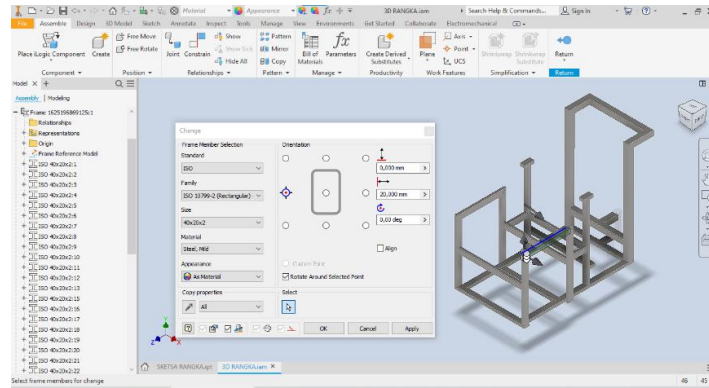 Material
Appearance
3D RANGKA.iam
Search Help & Commands...
Sign In
File Assemble Design 3D Model Sketch Annotate Inspect Tools Manage View Environments Get Started Collaborate Electromechanical
Place iLogic Component Create
Free Move
Free Rotate
Joint Constrain
Show
Show Sick
Hide All
Pattern
Mirror
Copy
Bill of Materials
Parameters
Create Derived Substitutes
Plane
Axis
Point
UCS
Shrinkwrap
Shrinkwrap Substitute
Return
Component Position Relationships Pattern Manage Productivity Work Features Simplification Return
Model
Assembly Modeling
Frame 1625196869125:1
Relationships
Representations
Origin
Frame Reference Model
ISO 40x20x2:1
ISO 40x20x2:2
ISO 40x20x2:3
ISO 40x20x2:4
ISO 40x20x2:5
ISO 40x20x2:6
ISO 40x20x2:7
ISO 40x20x2:8
ISO 40x20x2:9
ISO 40x20x2:10
ISO 40x20x2:11
ISO 40x20x2:12
ISO 40x20x2:13
ISO 40x20x2:15
ISO 40x20x2:16
ISO 40x20x2:17
ISO 40x20x2:18
ISO 40x20x2:19
ISO 40x20x2:20
ISO 40x20x2:21
ISO 40x20x2:22
Change
Frame Member Selection
Standard
ISO
Family
ISO 10799-2 (Rectangular)
Size
40x20x2
Material
Steel, Mild
Appearance
As Material
Copy properties
All
Orientation
0,000 mm
20,000 mm
0,00 deg
Align
Custom Point
Rotate Around Selected Point
Select
OK Cancel Apply
SKETSA RANGKA.ipt 3D RANGKA.iam
Select frame members for change
46 45